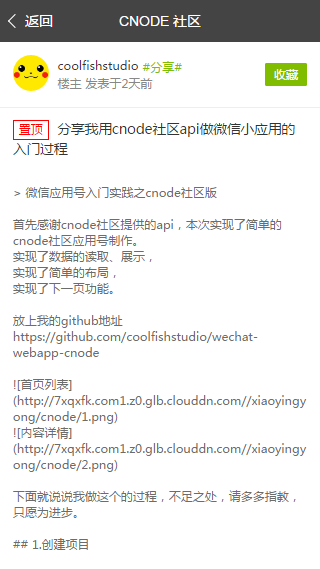 返回 CNODE 社区
coolfishstudio #分享#
楼主 发表于2天前
收藏
置顶 分享我用cnode社区api做微信小应用的
入门过程
> 微信应用号入门实践之cnode社区版
首先感谢cnode社区提供的api，本次实现了简单的
cnode社区应用号制作。
实现了数据的读取、展示，
实现了简单的布局，
实现了下一页功能。
放上我的github地址
https://github.com/coolfishstudio/wechat-
webapp-cnode
![首页列表]
(http://7xqxfk.com1.z0.glb.clouddn.com//xiaoyingy
ong/cnode/1.png)
![内容详情]
(http://7xqxfk.com1.z0.glb.clouddn.com//xiaoyingy
ong/cnode/2.png)
下面就说说我做这个的过程，不足之处，请多多指教，
只愿为进步。
## 1.创建项目